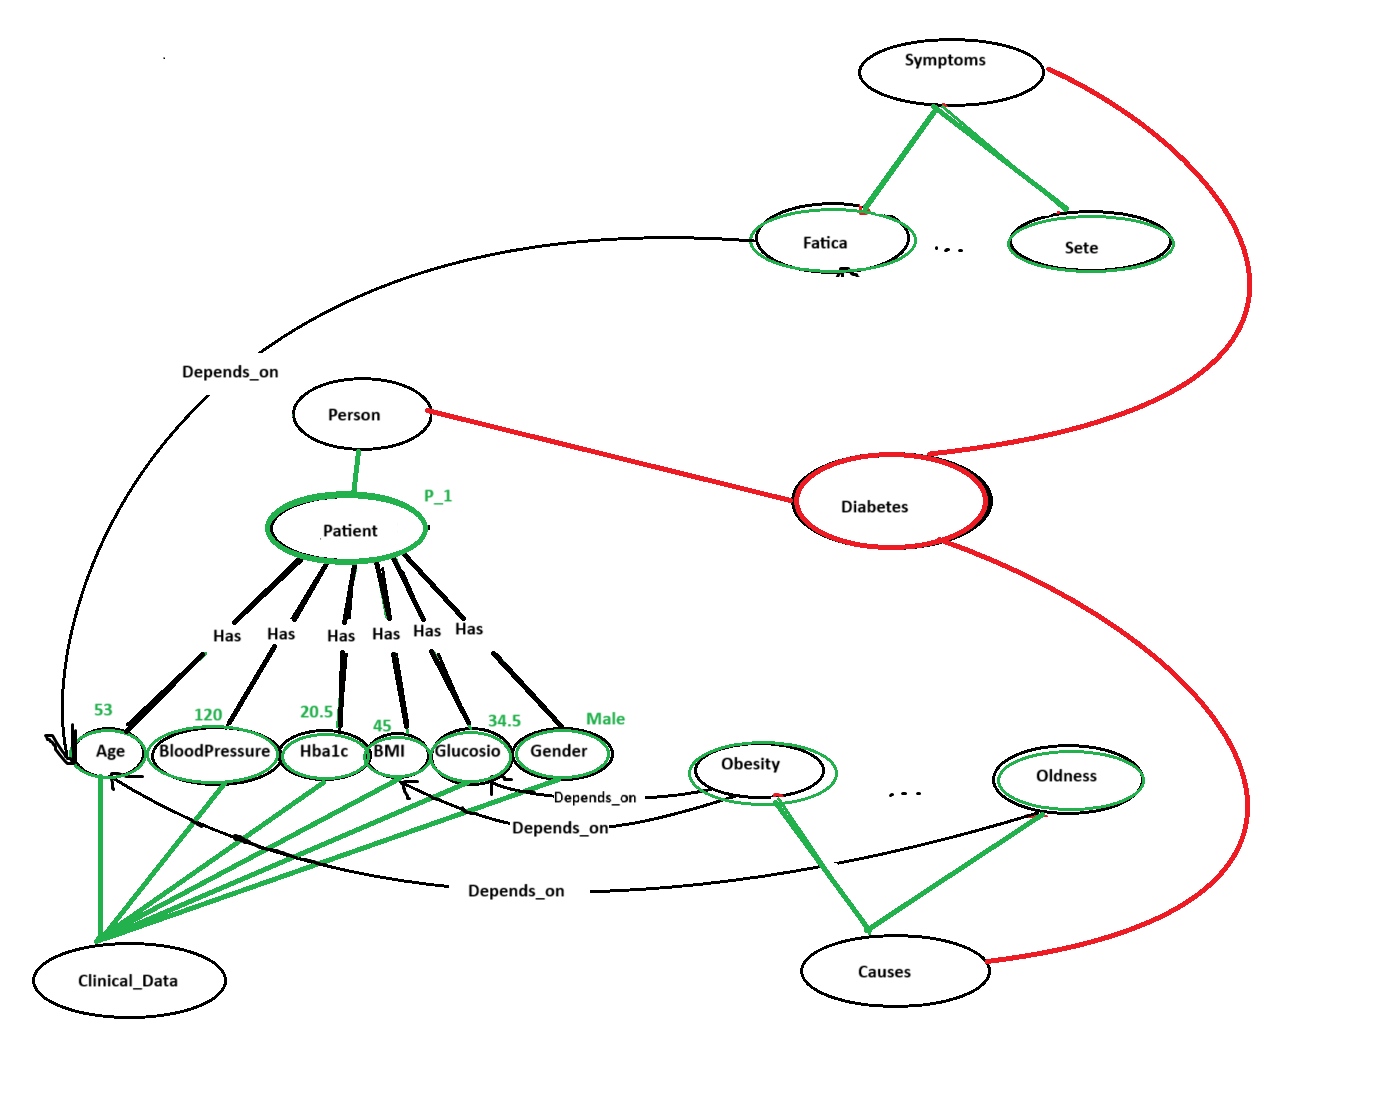 Symptoms
Fatica
...
Sete
Depends_on
Person
P_1
Patient
Diabetes
Has
Has
Has
Has
Has
Has
53
120
20.5
45
34.5
Male
Age
BloodPressure
Hba1c
BMI
Glucosio
Gender
Obesity
...
Oldness
Depends_on
Depends_on
Depends_on
Clinical_Data
Causes